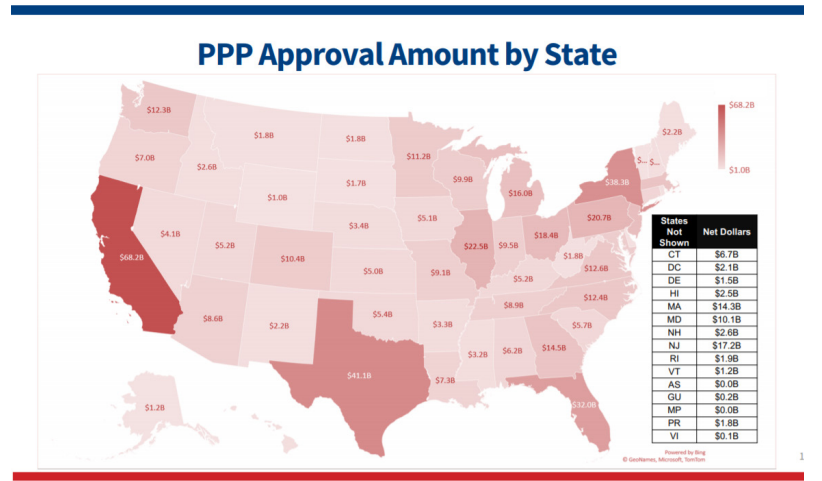 PPP Approval Amount by State
$68.2B
$1.0B
$12.3B
$7.0B
$2.6B
$1.8B
$1.8B
$11.2B
$9.9B
$16.0B
$38.3B
$... $...
$2.2B
$1.0B
$1.7B
$5.1B
$3.4B
$4.1B
$5.2B
$10.4B
$5.0B
$9.1B
$22.5B
$9.5B
$18.4B
$20.7B
$1.8B
$12.6B
$68.2B
$8.6B
$2.2B
$5.4B
$3.3B
$5.2B
$8.9B
$12.4B
$5.7B
$41.1B
$7.3B
$3.2B
$6.2B
$14.5B
$32.0B
$1.2B
States Not Shown Net Dollars
CT $6.7B
DC $2.1B
DE $1.5B
HI $2.5B
MA $14.3B
MD $10.1B
NH $2.6B
NJ $17.2B
RI $1.9B
VT $1.2B
AS $0.0B
GU $0.2B
MP $0.0B
PR $1.8B
VI $0.1B
Powered by Bing
© GeoNames, Microsoft, TomTom
1